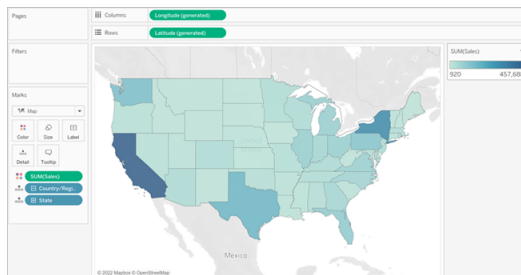 Pages
Columns
Longitude (generated)
Rows
Latitude (generated)
Filters
Marks
Map
Color
Size
Label
Detail
Tooltip
SUM(Sales)
Country/Regi..
State
Mexico
© 2022 Mapbox © OpenStreetMap
SUM(Sales)
920
457,68